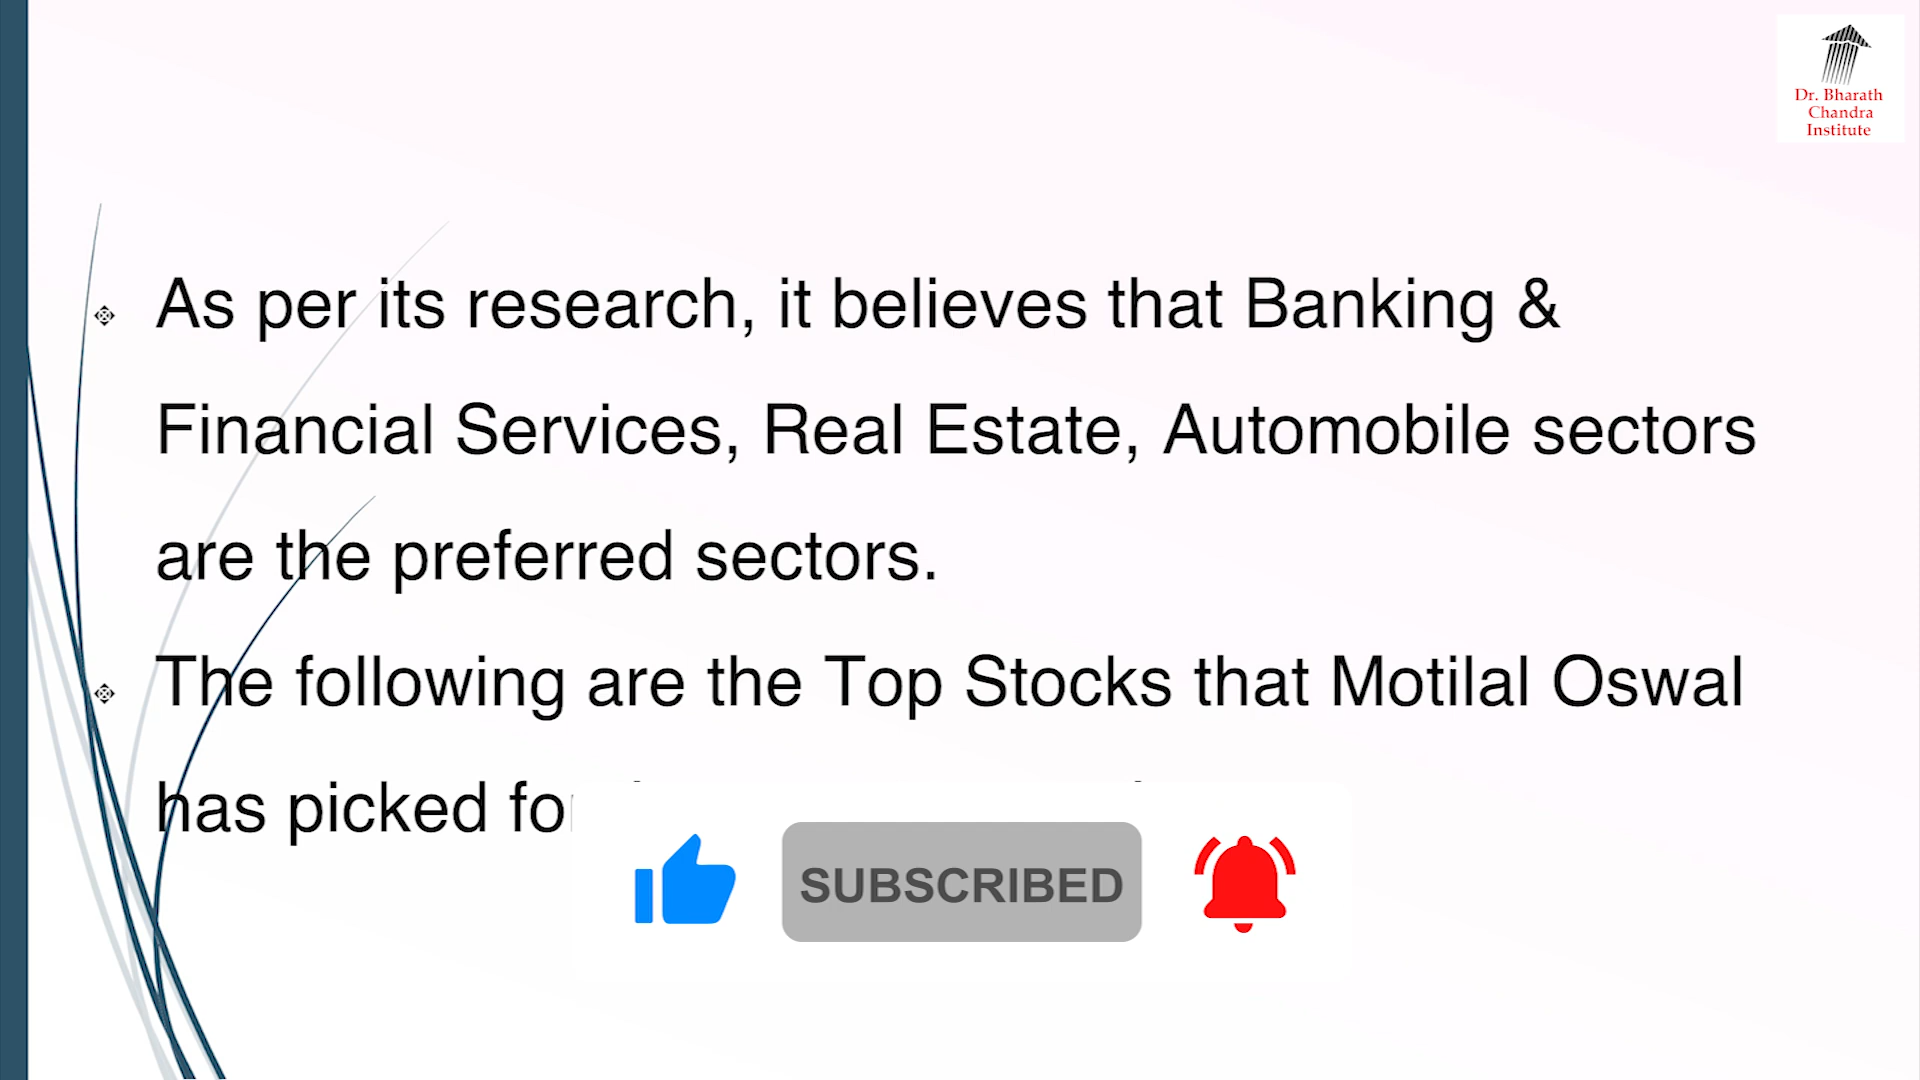 Dr. Bharath
Chandra
Institute
As per its research, it believes that Banking &
Financial Services, Real Estate, Automobile sectors
are the preferred sectors.
The following are the Top Stocks that Motilal Oswal
has picked
SUBSCRIBED